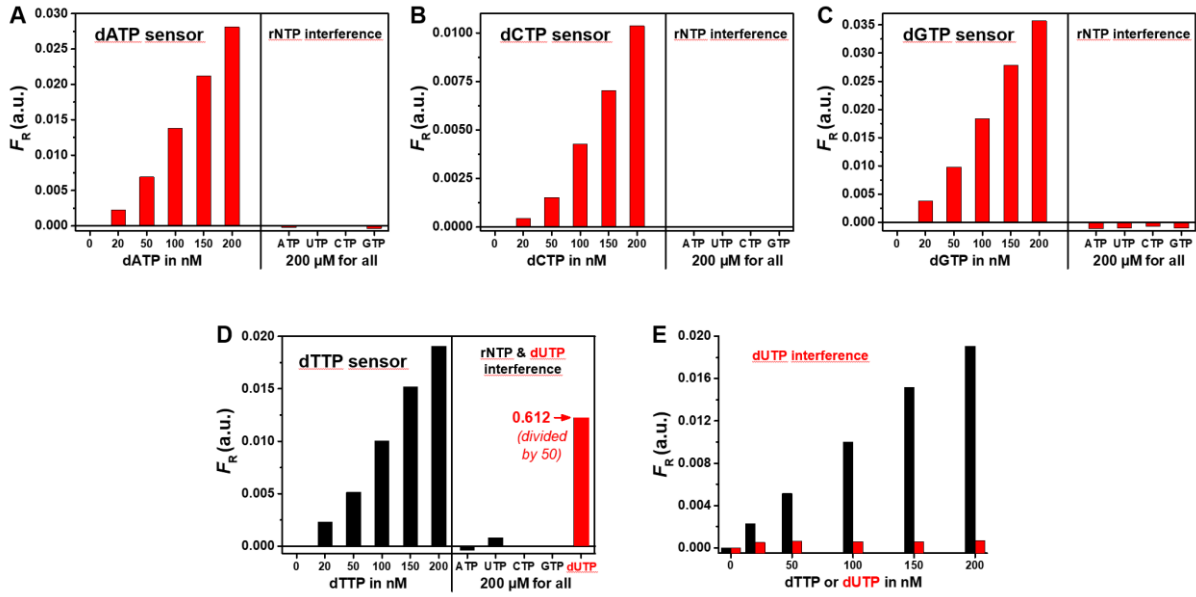 A
dATP sensor
rNTP interference
F_R (a.u.)
0.030
0.025
0.020
0.015
0.010
0.005
0.000
0 20 50 100 150 200
ATP UTP CTP GTP
dATP in nM
200 µM for all
B
dCTP sensor
rNTP interference
F_R (a.u.)
0.0100
0.0075
0.0050
0.0025
0.0000
0 20 50 100 150 200
ATP UTP CTP GTP
dCTP in nM
200 µM for all
C
dGTP sensor
rNTP interference
F_R (a.u.)
0.035
0.030
0.025
0.020
0.015
0.010
0.005
0.000
0 20 50 100 150 200
ATP UTP CTP GTP
dGTP in nM
200 µM for all
D
dTTP sensor
rNTP & dUTP
interference
0.612
(divided
by 50)
F_R (a.u.)
0.020
0.015
0.010
0.005
0.000
0 20 50 100 150 200
ATP UTP CTP GTP dUTP
dTTP in nM
200 µM for all
E
dUTP interference
F_R (a.u.)
0.020
0.016
0.012
0.008
0.004
0.000
0 50 100 150 200
dTTP or dUTP in nM